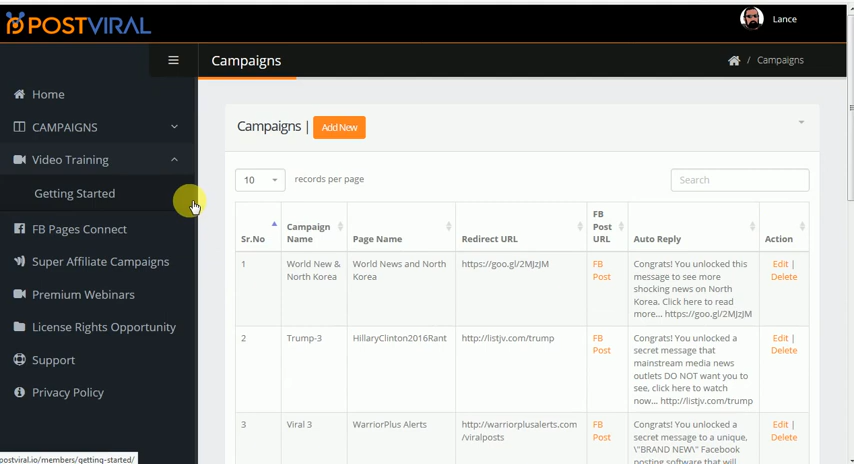 POSTVIRAL
Lance
Campaigns
/ Campaigns
Home
CAMPAIGNS
Video Training
Getting Started
FB Pages Connect
Super Affiliate Campaigns
Premium Webinars
License Rights Opportunity
Support
Privacy Policy
Campaigns | Add New
10 records per page
Search
Sr.No
Campaign
Name
Page Name
Redirect URL
FB
Post
URL
Auto Reply
Action
1
World New &
North Korea
World News and North
Korea
https://goo.gl/2MJzJM
FB
Post
Congrats! You unlocked this
message to see more
shocking news on North
Korea. Click here to read
more... https://goo.gl/2MJzJM
Edit |
Delete
2
Trump-3
HillaryClinton2016Rant
http://listjv.com/trump
FB
Post
Congrats! You unlocked a
secret message that
mainstream media news
outlets DO NOT want you to
see, click here to watch
now... http://listjv.com/trump
Edit |
Delete
3
Viral 3
WarriorPlus Alerts
http://warriorplusalerts.com
/viralposts
FB
Post
Congrats! You unlocked a
secret message to a unique,
\"BRAND NEW\" Facebook
posting software that will
Edit |
Delete
postviral.io/members/getting-started/